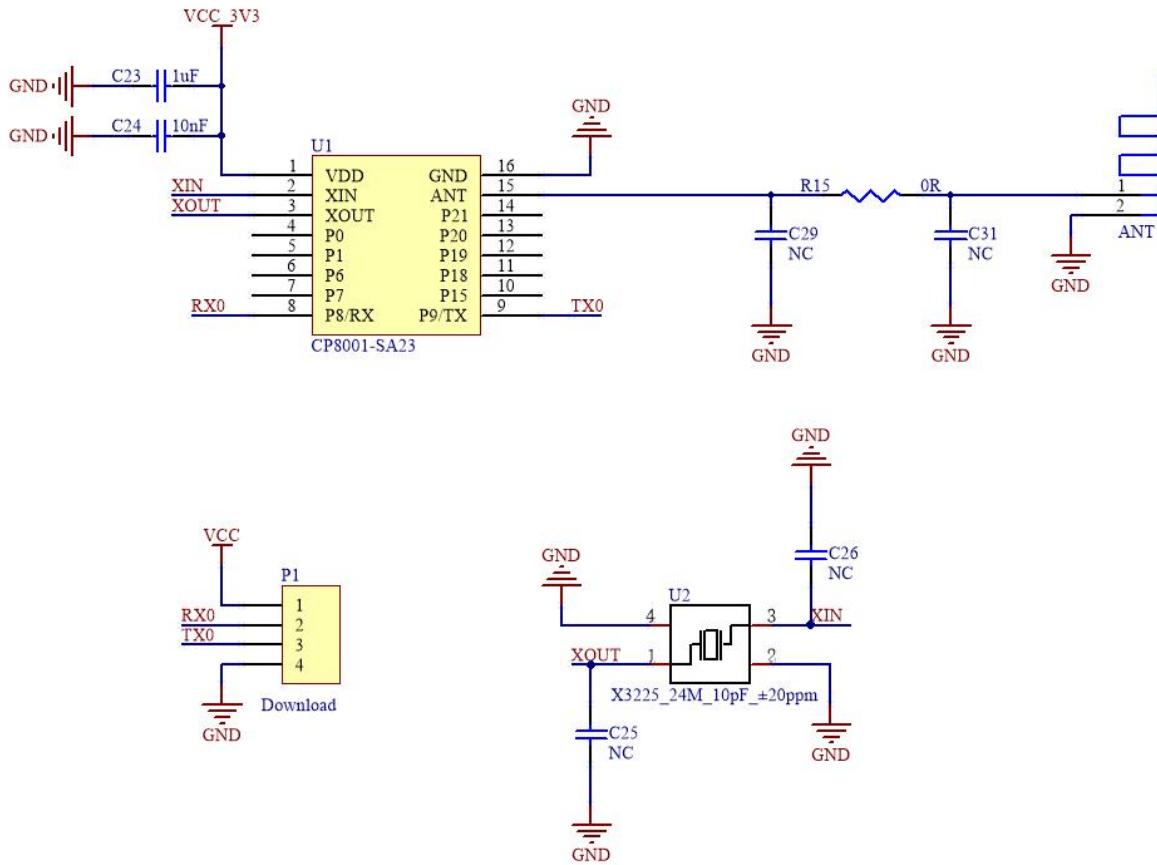 VCC_3V3
GND C23 1uF
GND C24 10nF
GND
U1
1 VDD GND 16
XIN 2 XIN ANT 15
XOUT 3 XOUT P21 14
4 P0 P20 13
5 P1 P19 12
6 P6 P18 11
7 P7 P15 10
RX0 8 P8/RX P9/TX 9 TX0
CP8001-SA23
R15 0R
C29
NC
GND
C31
NC
GND
1
2
ANT
GND
VCC
P1
1
RX0 2
TX0 3
4
GND
Download
GND
C26
NC
GND
U2
4 3 XIN
XOUT 1 2
X3225_24M_10pF_±20ppm
C25
NC
GND
GND